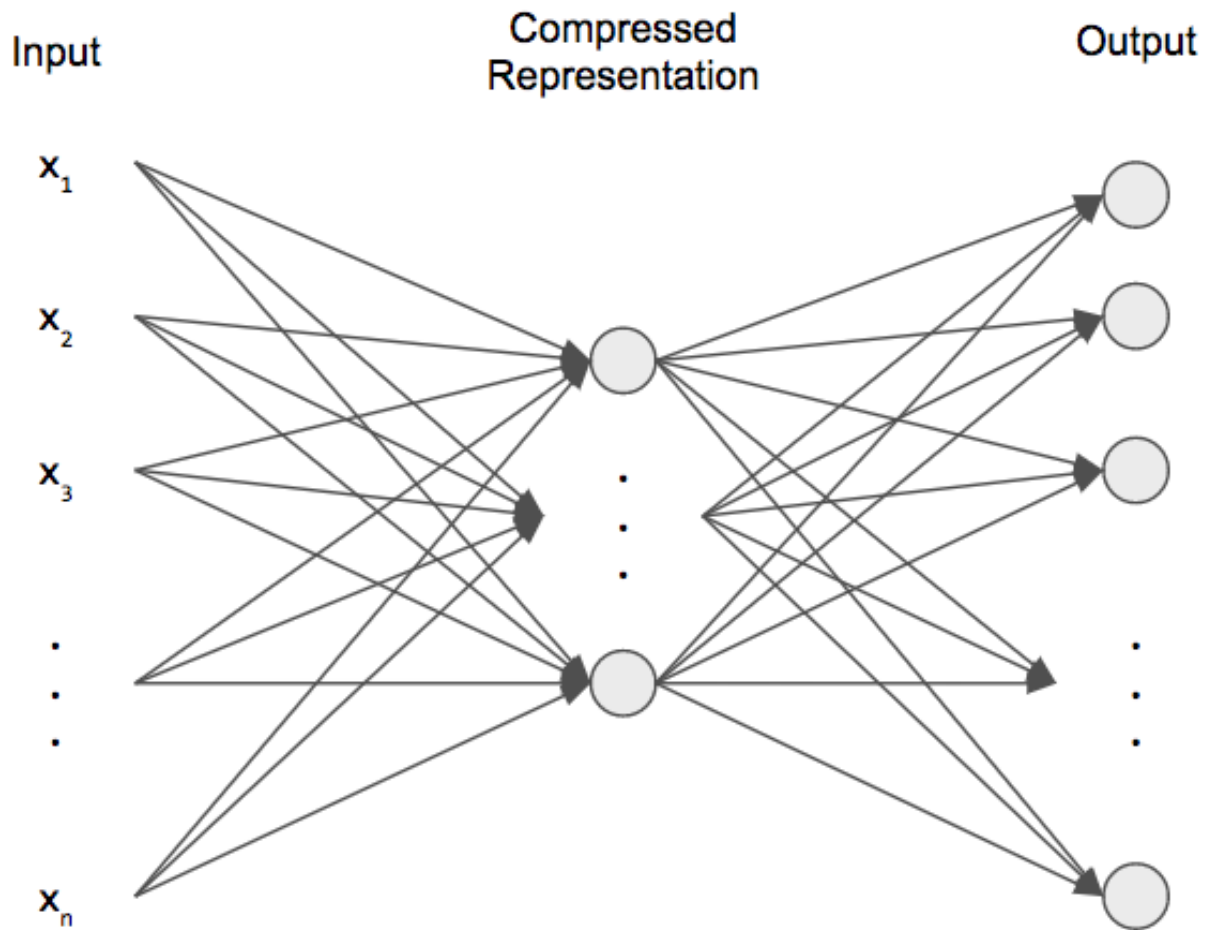 Input
Compressed
Representation
Output
x₁
x₂
x₃
.
.
.
xₙ
.
.
.
.
.
.